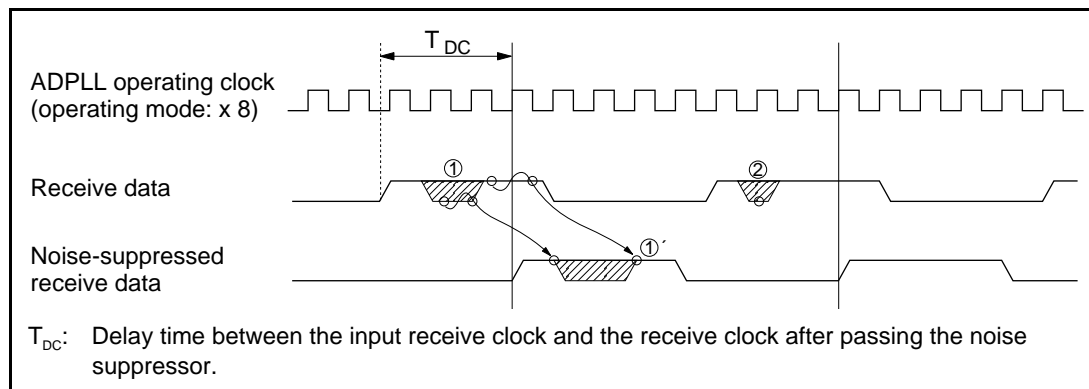 T DC
ADPLL operating clock
(operating mode: x 8)
① ②
Receive data
①´
Noise-suppressed
receive data
TDC: Delay time between the input receive clock and the receive clock after passing the noise
suppressor.